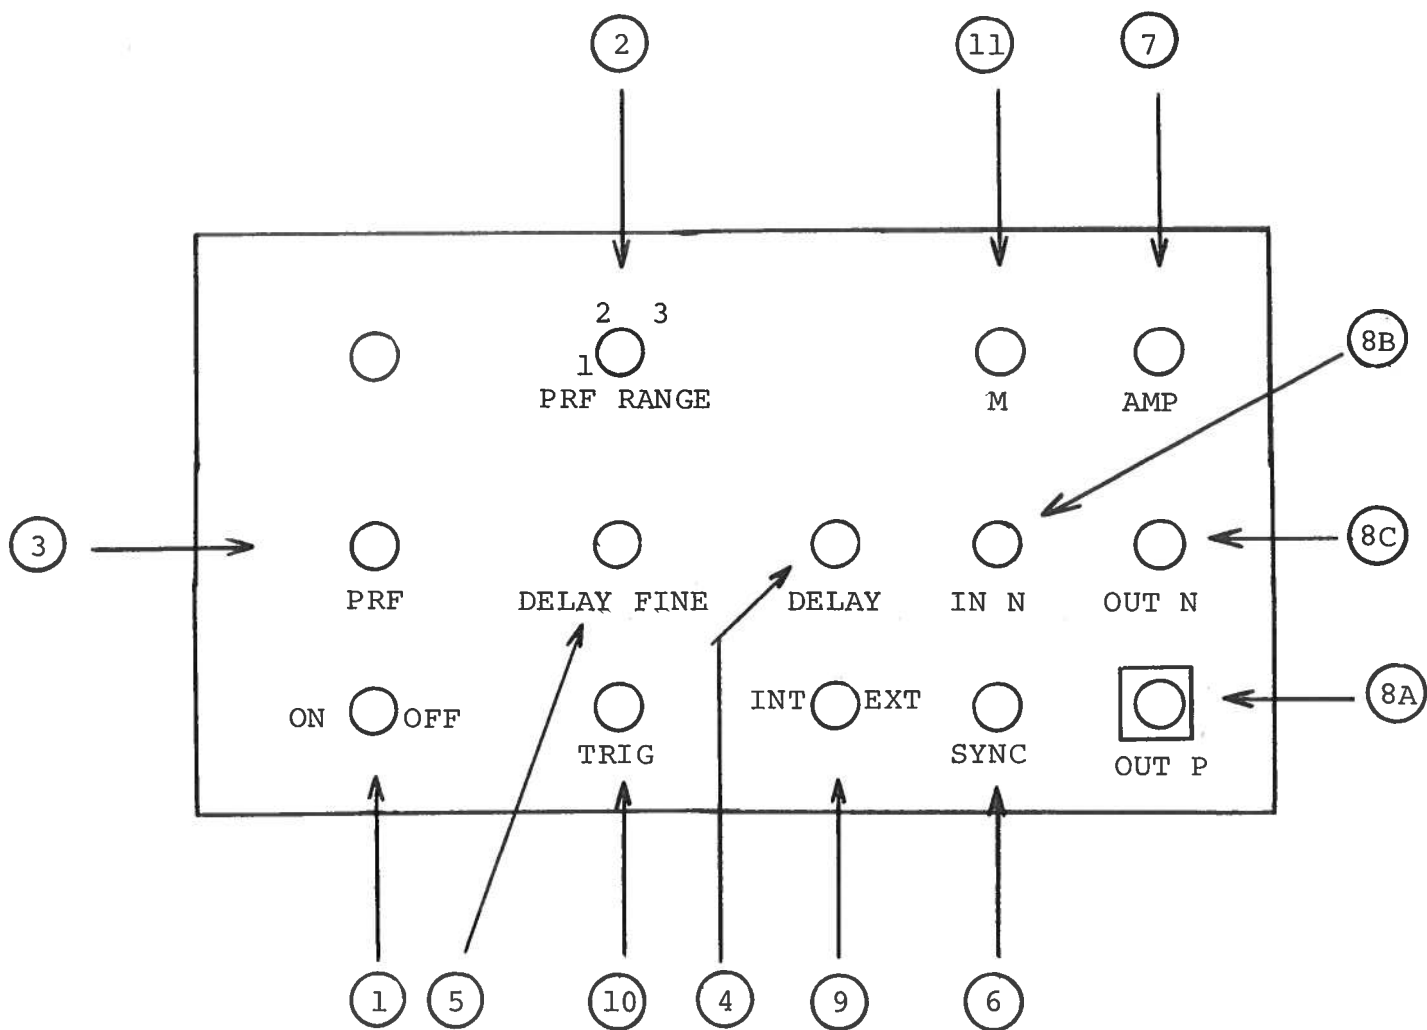 2 11 7
2 3
1
PRF RANGE M AMP
8B
3
8C
PRF DELAY FINE DELAY IN N OUT N
8A
ON OFF INT EXT
TRIG SYNC OUT P
1 5 10 4 9 6